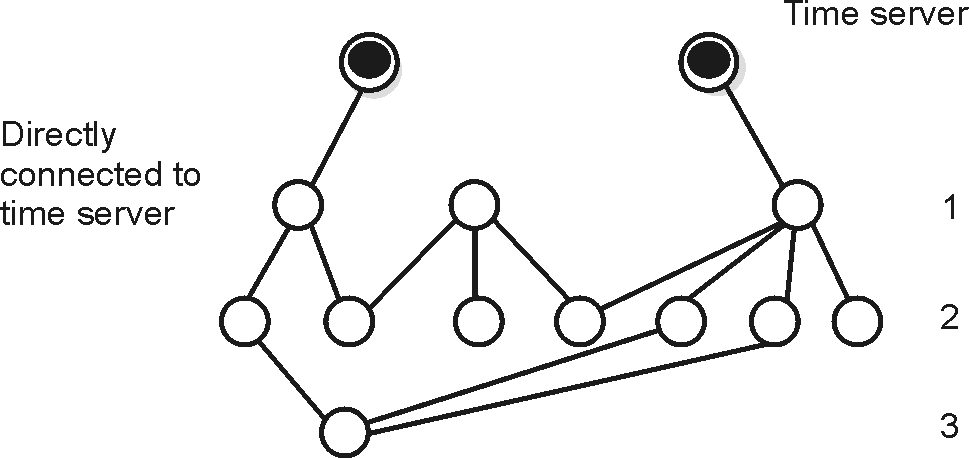 Time server
Directly
connected to
time server
1
2
3